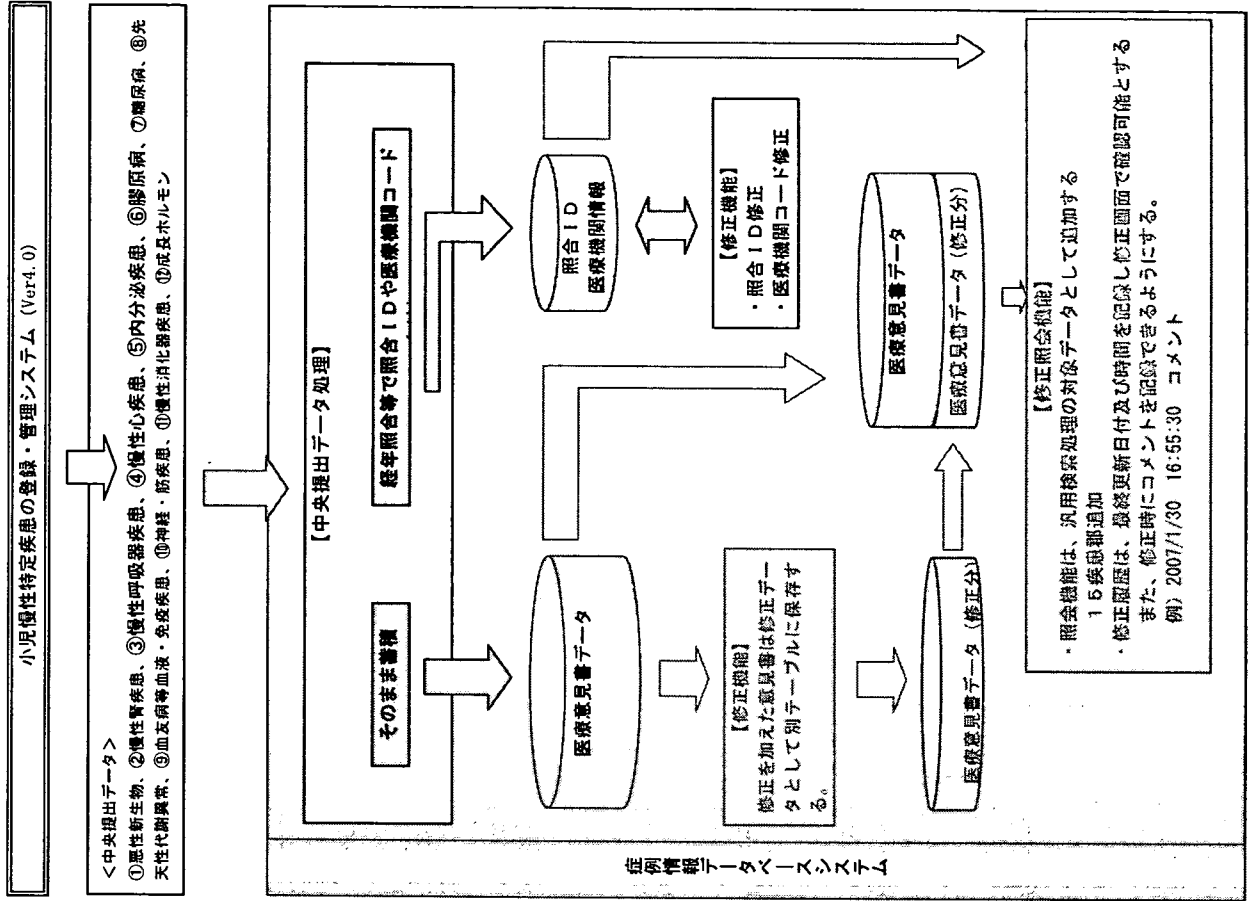 小児慢性特定疾患の登録・管理システム (Ver4.0)
＜中央提出データ＞
①悪性新生物、②慢性腎疾患、③慢性呼吸器疾患、④慢性心疾患、⑤内分泌疾患、⑥膠原病、⑦糖尿病、⑧先
天性代謝異常、⑨血友病等血液・免疫疾患、⑩神経・筋疾患、⑪慢性消化器疾患、⑫成長ホルモン
症例情報データベースシステム
【中央提出データ処理】
そのまま蓄積
経年照合等で照合ＩＤや医療機関コード
医療意見書データ
照合ＩＤ
医療機関情報
【修正機能】
修正を加えた意見書は修正デー
タとして別テーブルに保存す
る。
【修正機能】
・照合ＩＤ修正
・医療機関コード修正
医療意見書データ（修正分）
医療意見書データ
医療意見書データ（修正分）
【修正照会機能】
・照会機能は、汎用検索処理の対象データとして追加する
１５疾患郡追加
・修正履歴は、最終更新日付及び時間を記録し修正画面で確認可能とする
また、修正時にコメントを記録できるようにする。
例）2007/1/30 16:55:30 コメント